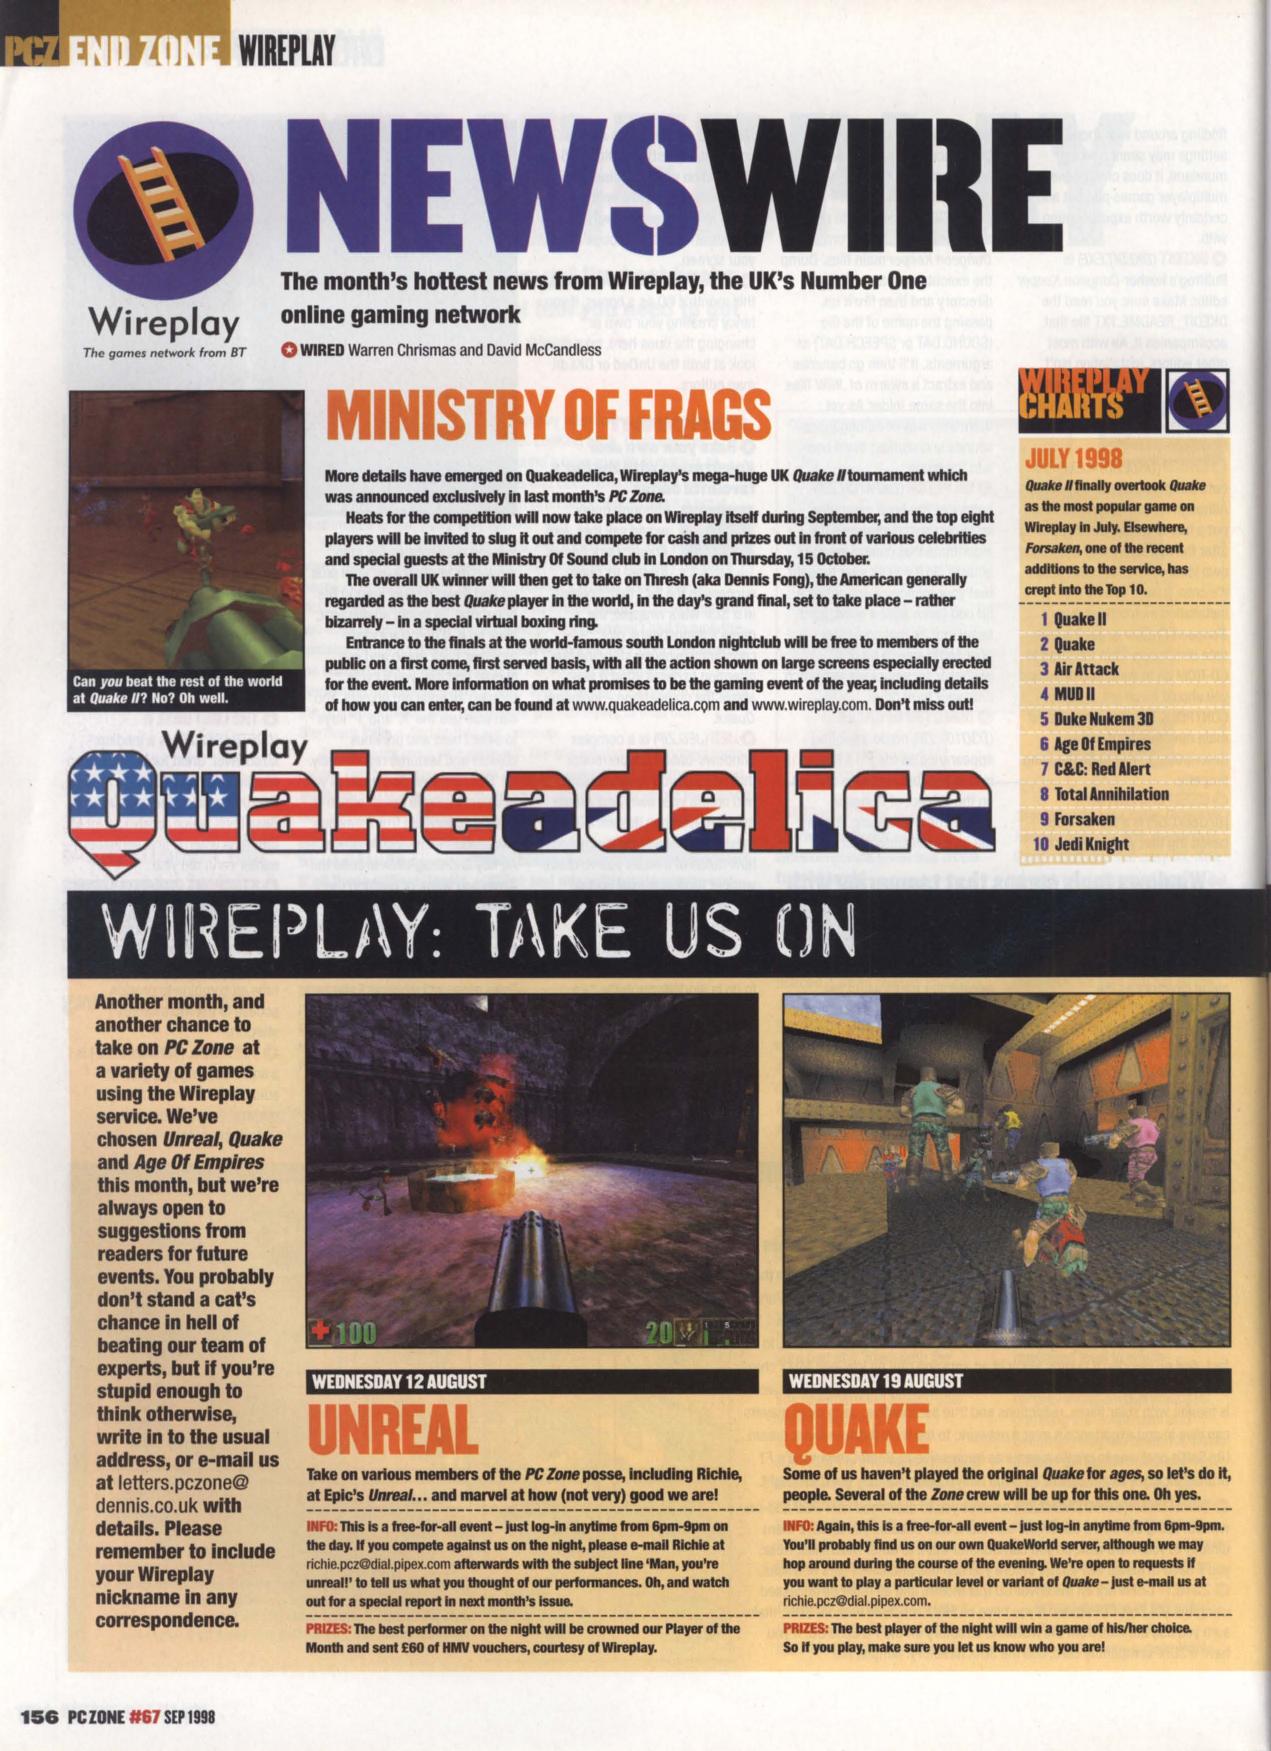 PCZ END ZONE WIREPLAY
NEWSWIRE
Wireplay
The games network from BT
The month's hottest news from Wireplay, the UK's Number One
online gaming network
WIRED Warren Chrismas and David McCandless
Can you beat the rest of the world
at Quake II? No? Oh well.
MINISTRY OF FRAGS
More details have emerged on Quakeadelica, Wireplay's mega-huge UK Quake II tournament which
was announced exclusively in last month's PC Zone.
Heats for the competition will now take place on Wireplay itself during September, and the top eight
players will be invited to slug it out and compete for cash and prizes out in front of various celebrities
and special guests at the Ministry Of Sound club in London on Thursday, 15 October.
The overall UK winner will then get to take on Thresh (aka Dennis Fong), the American generally
regarded as the best Quake player in the world, in the day's grand final, set to take place – rather
bizarrely – in a special virtual boxing ring.
Entrance to the finals at the world-famous south London nightclub will be free to members of the
public on a first come, first served basis, with all the action shown on large screens especially erected
for the event. More information on what promises to be the gaming event of the year, including details
of how you can enter, can be found at www.quakeadelica.com and www.wireplay.com. Don't miss out!
Wireplay
Quakeadelica
WIREPLAY
CHARTS
JULY 1998
Quake II finally overtook Quake
as the most popular game on
Wireplay in July. Elsewhere,
Forsaken, one of the recent
additions to the service, has
crept into the Top 10.
1 Quake II
2 Quake
3 Air Attack
4 MUD II
5 Duke Nukem 3D
6 Age Of Empires
7 C&C: Red Alert
8 Total Annihilation
9 Forsaken
10 Jedi Knight
WIREPLAY: TAKE US ON
Another month, and
another chance to
take on PC Zone at
a variety of games
using the Wireplay
service. We've
chosen Unreal, Quake
and Age Of Empires
this month, but we're
always open to
suggestions from
readers for future
events. You probably
don't stand a cat's
chance in hell of
beating our team of
experts, but if you're
stupid enough to
think otherwise,
write in to the usual
address, or e-mail us
at letters.pczone@
dennis.co.uk with
details. Please
remember to include
your Wireplay
nickname in any
correspondence.
100
20
WEDNESDAY 12 AUGUST
UNREAL
Take on various members of the PC Zone posse, including Richie,
at Epic's Unreal... and marvel at how (not very) good we are!
INFO: This is a free-for-all event – just log-in anytime from 6pm-9pm on
the day. If you compete against us on the night, please e-mail Richie at
richie.pcz@dial.pipex.com afterwards with the subject line 'Man, you're
unreal!' to tell us what you thought of our performances. Oh, and watch
out for a special report in next month's issue.
PRIZES: The best performer on the night will be crowned our Player of the
Month and sent £60 of HMV vouchers, courtesy of Wireplay.
WEDNESDAY 19 AUGUST
QUAKE
Some of us haven't played the original Quake for ages, so let's do it,
people. Several of the Zone crew will be up for this one. Oh yes.
INFO: Again, this is a free-for-all event – just log-in anytime from 6pm-9pm.
You'll probably find us on our own QuakeWorld server, although we may
hop around during the course of the evening. We're open to requests if
you want to play a particular level or variant of Quake – just e-mail us at
richie.pcz@dial.pipex.com.
PRIZES: The best player of the night will win a game of his/her choice.
So if you play, make sure you let us know who you are!
156 PC ZONE #67 SEP 1998